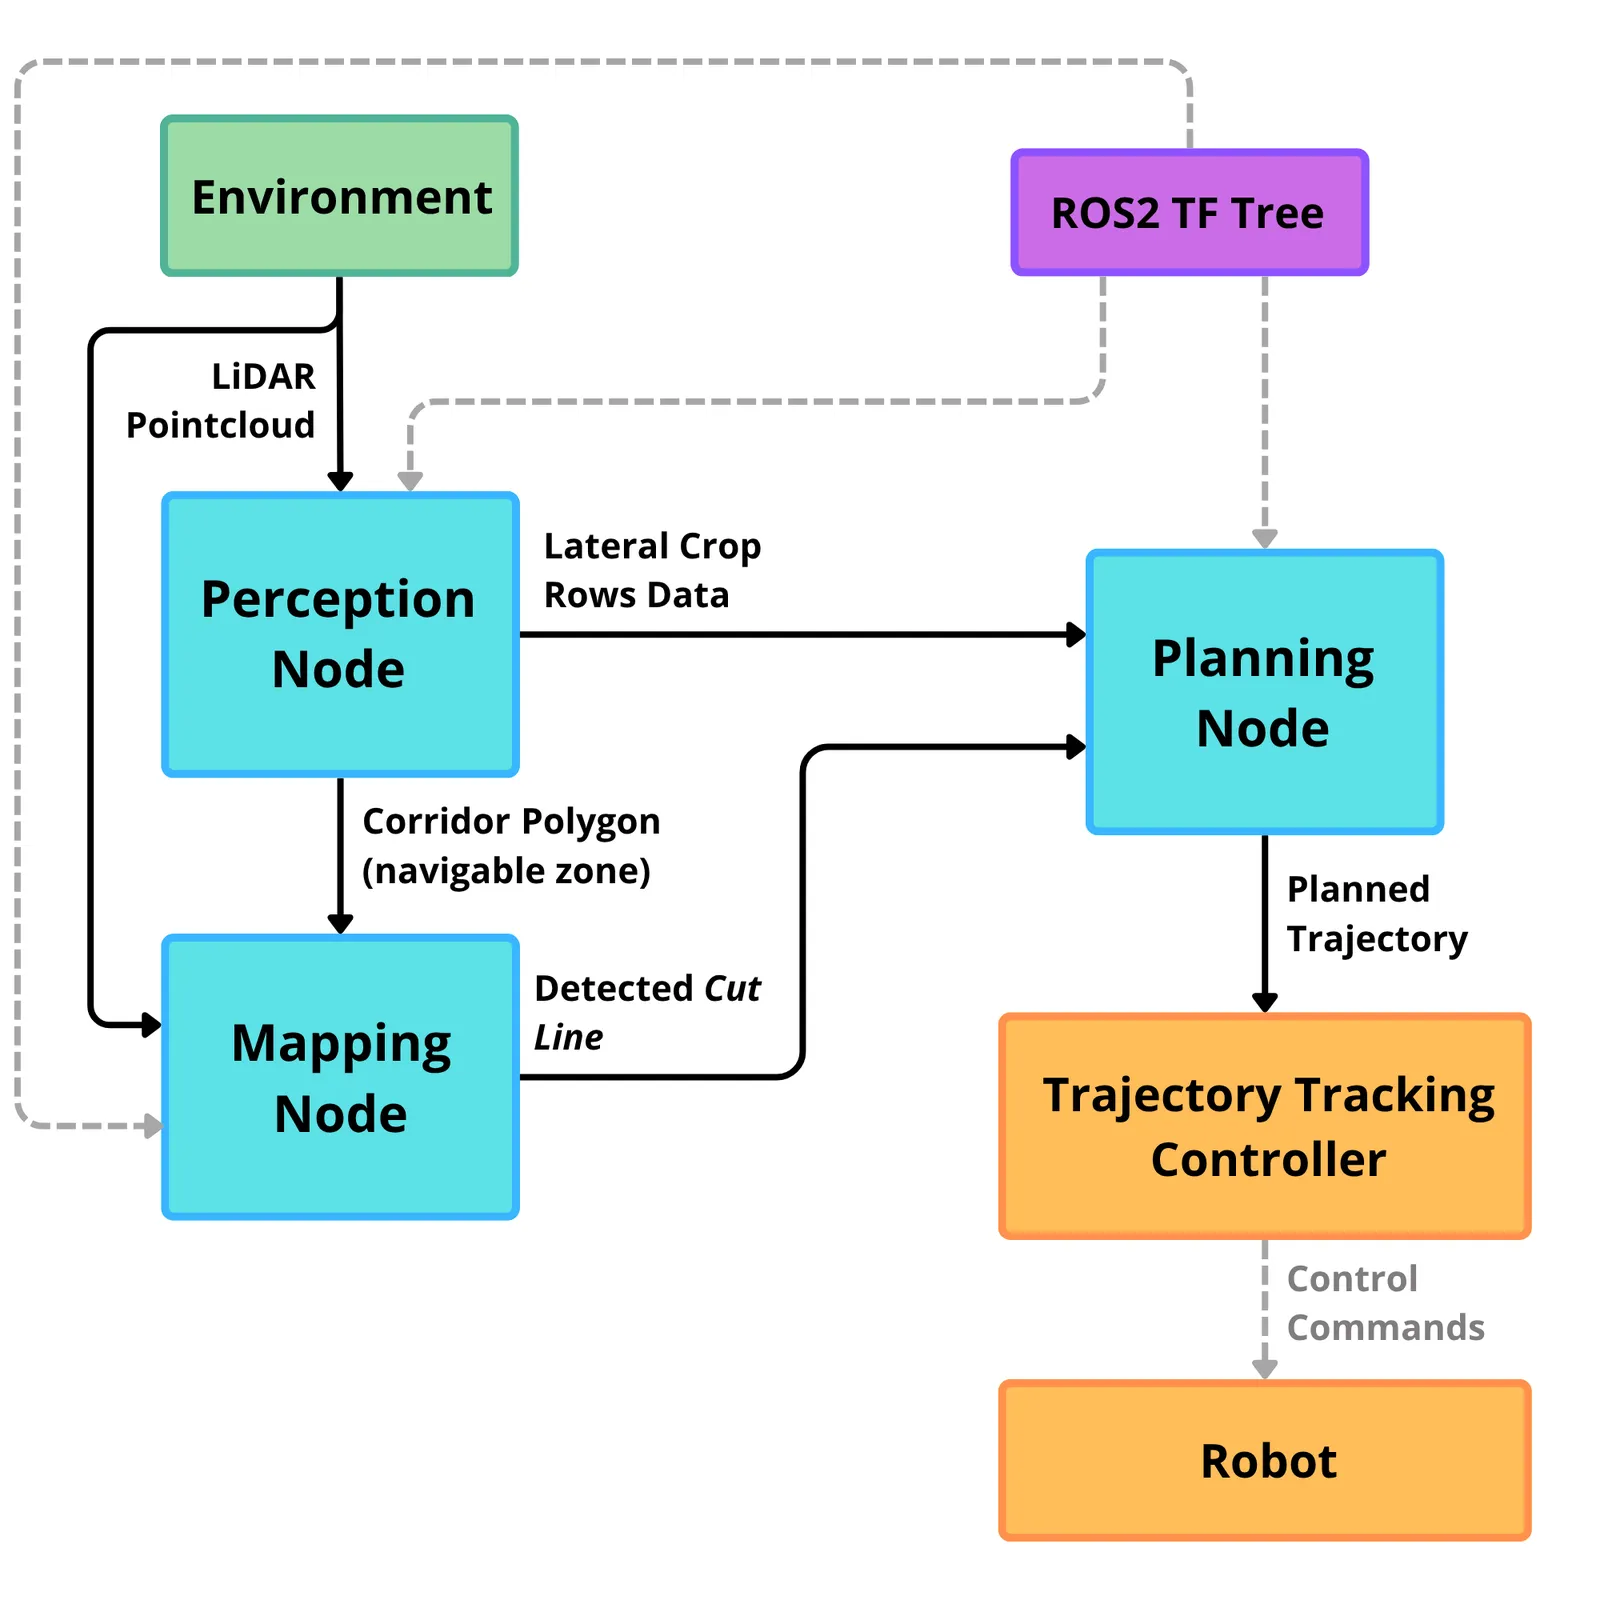 Environment
ROS2 TF Tree
LiDAR
Pointcloud
Perception
Node
Lateral Crop
Rows Data
Planning
Node
Corridor Polygon
(navigable zone)
Mapping
Node
Detected Cut
Line
Planned
Trajectory
Trajectory Tracking
Controller
Control
Commands
Robot